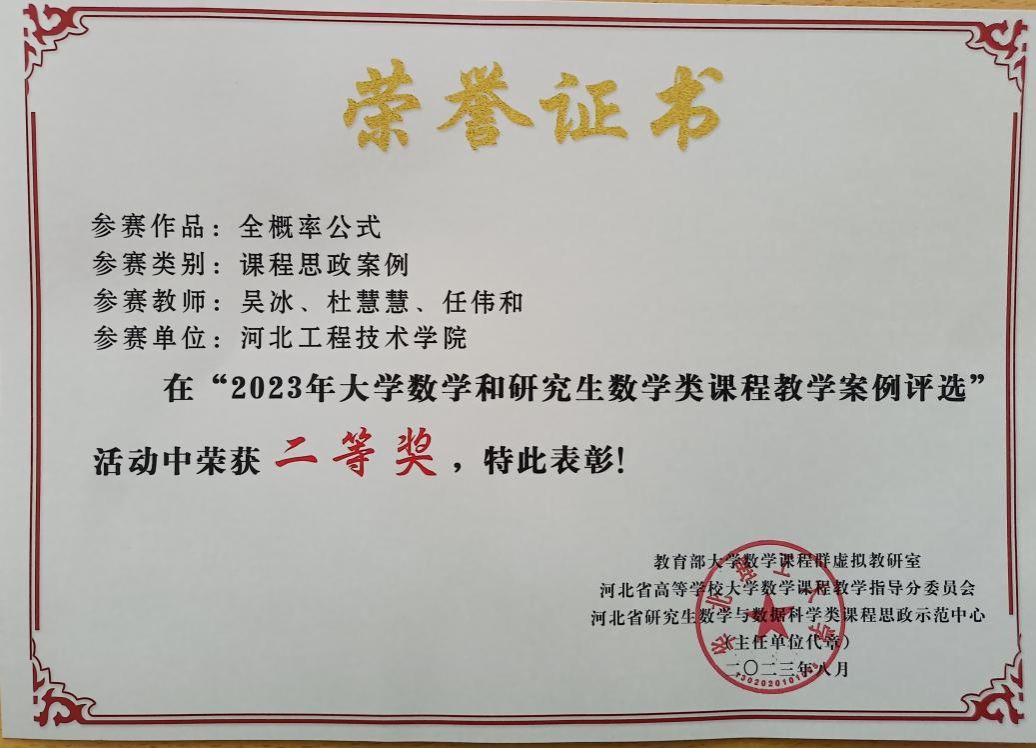 荣誉证书
参赛作品：全概率公式
参赛类别：课程思政案例
参赛教师：吴冰、杜慧慧、任伟和
参赛单位：河北工程技术学院
在“2023年大学数学和研究生数学类课程教学案例评选”
活动中荣获 二等奖，特此表彰！
教育部大学数学课程群虚拟教研室
河北省高等学校大学数学课程教学指导分委员会
河北省研究生数学与数据科学类课程思政示范中心
（主任单位代章）
二〇二三年八月
华北理工大学